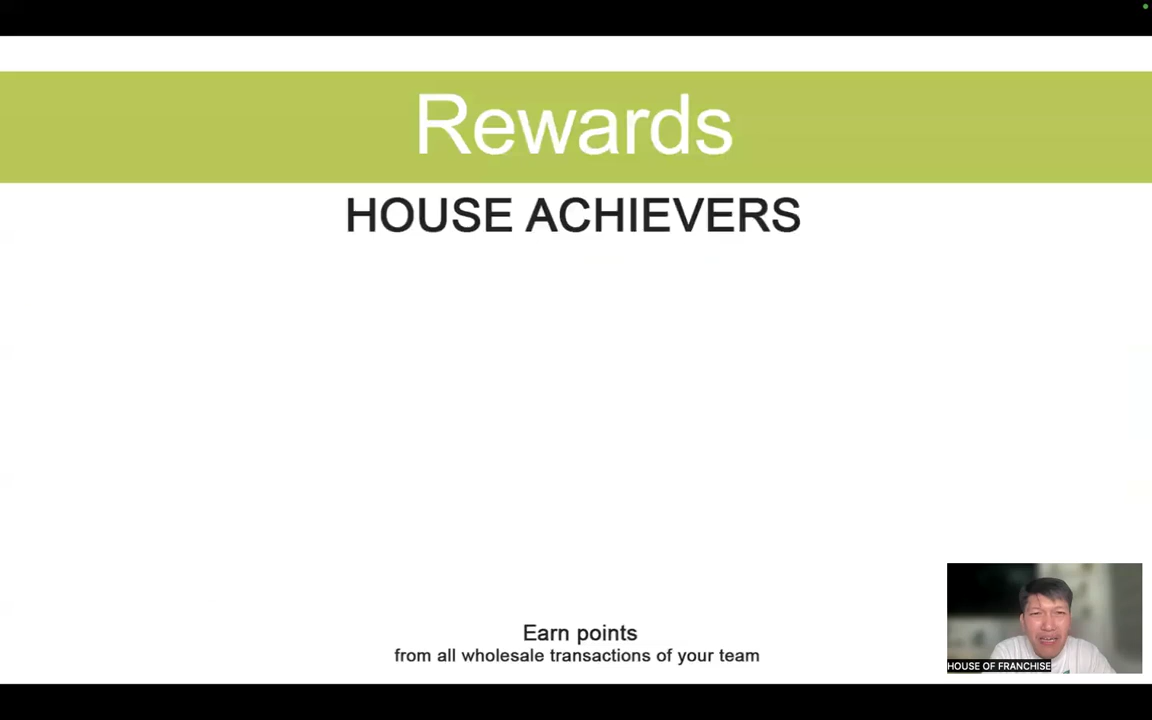 Rewards
HOUSE ACHIEVERS
Earn points
from all wholesale transactions of your team
HOUSE OF FRANCHISE